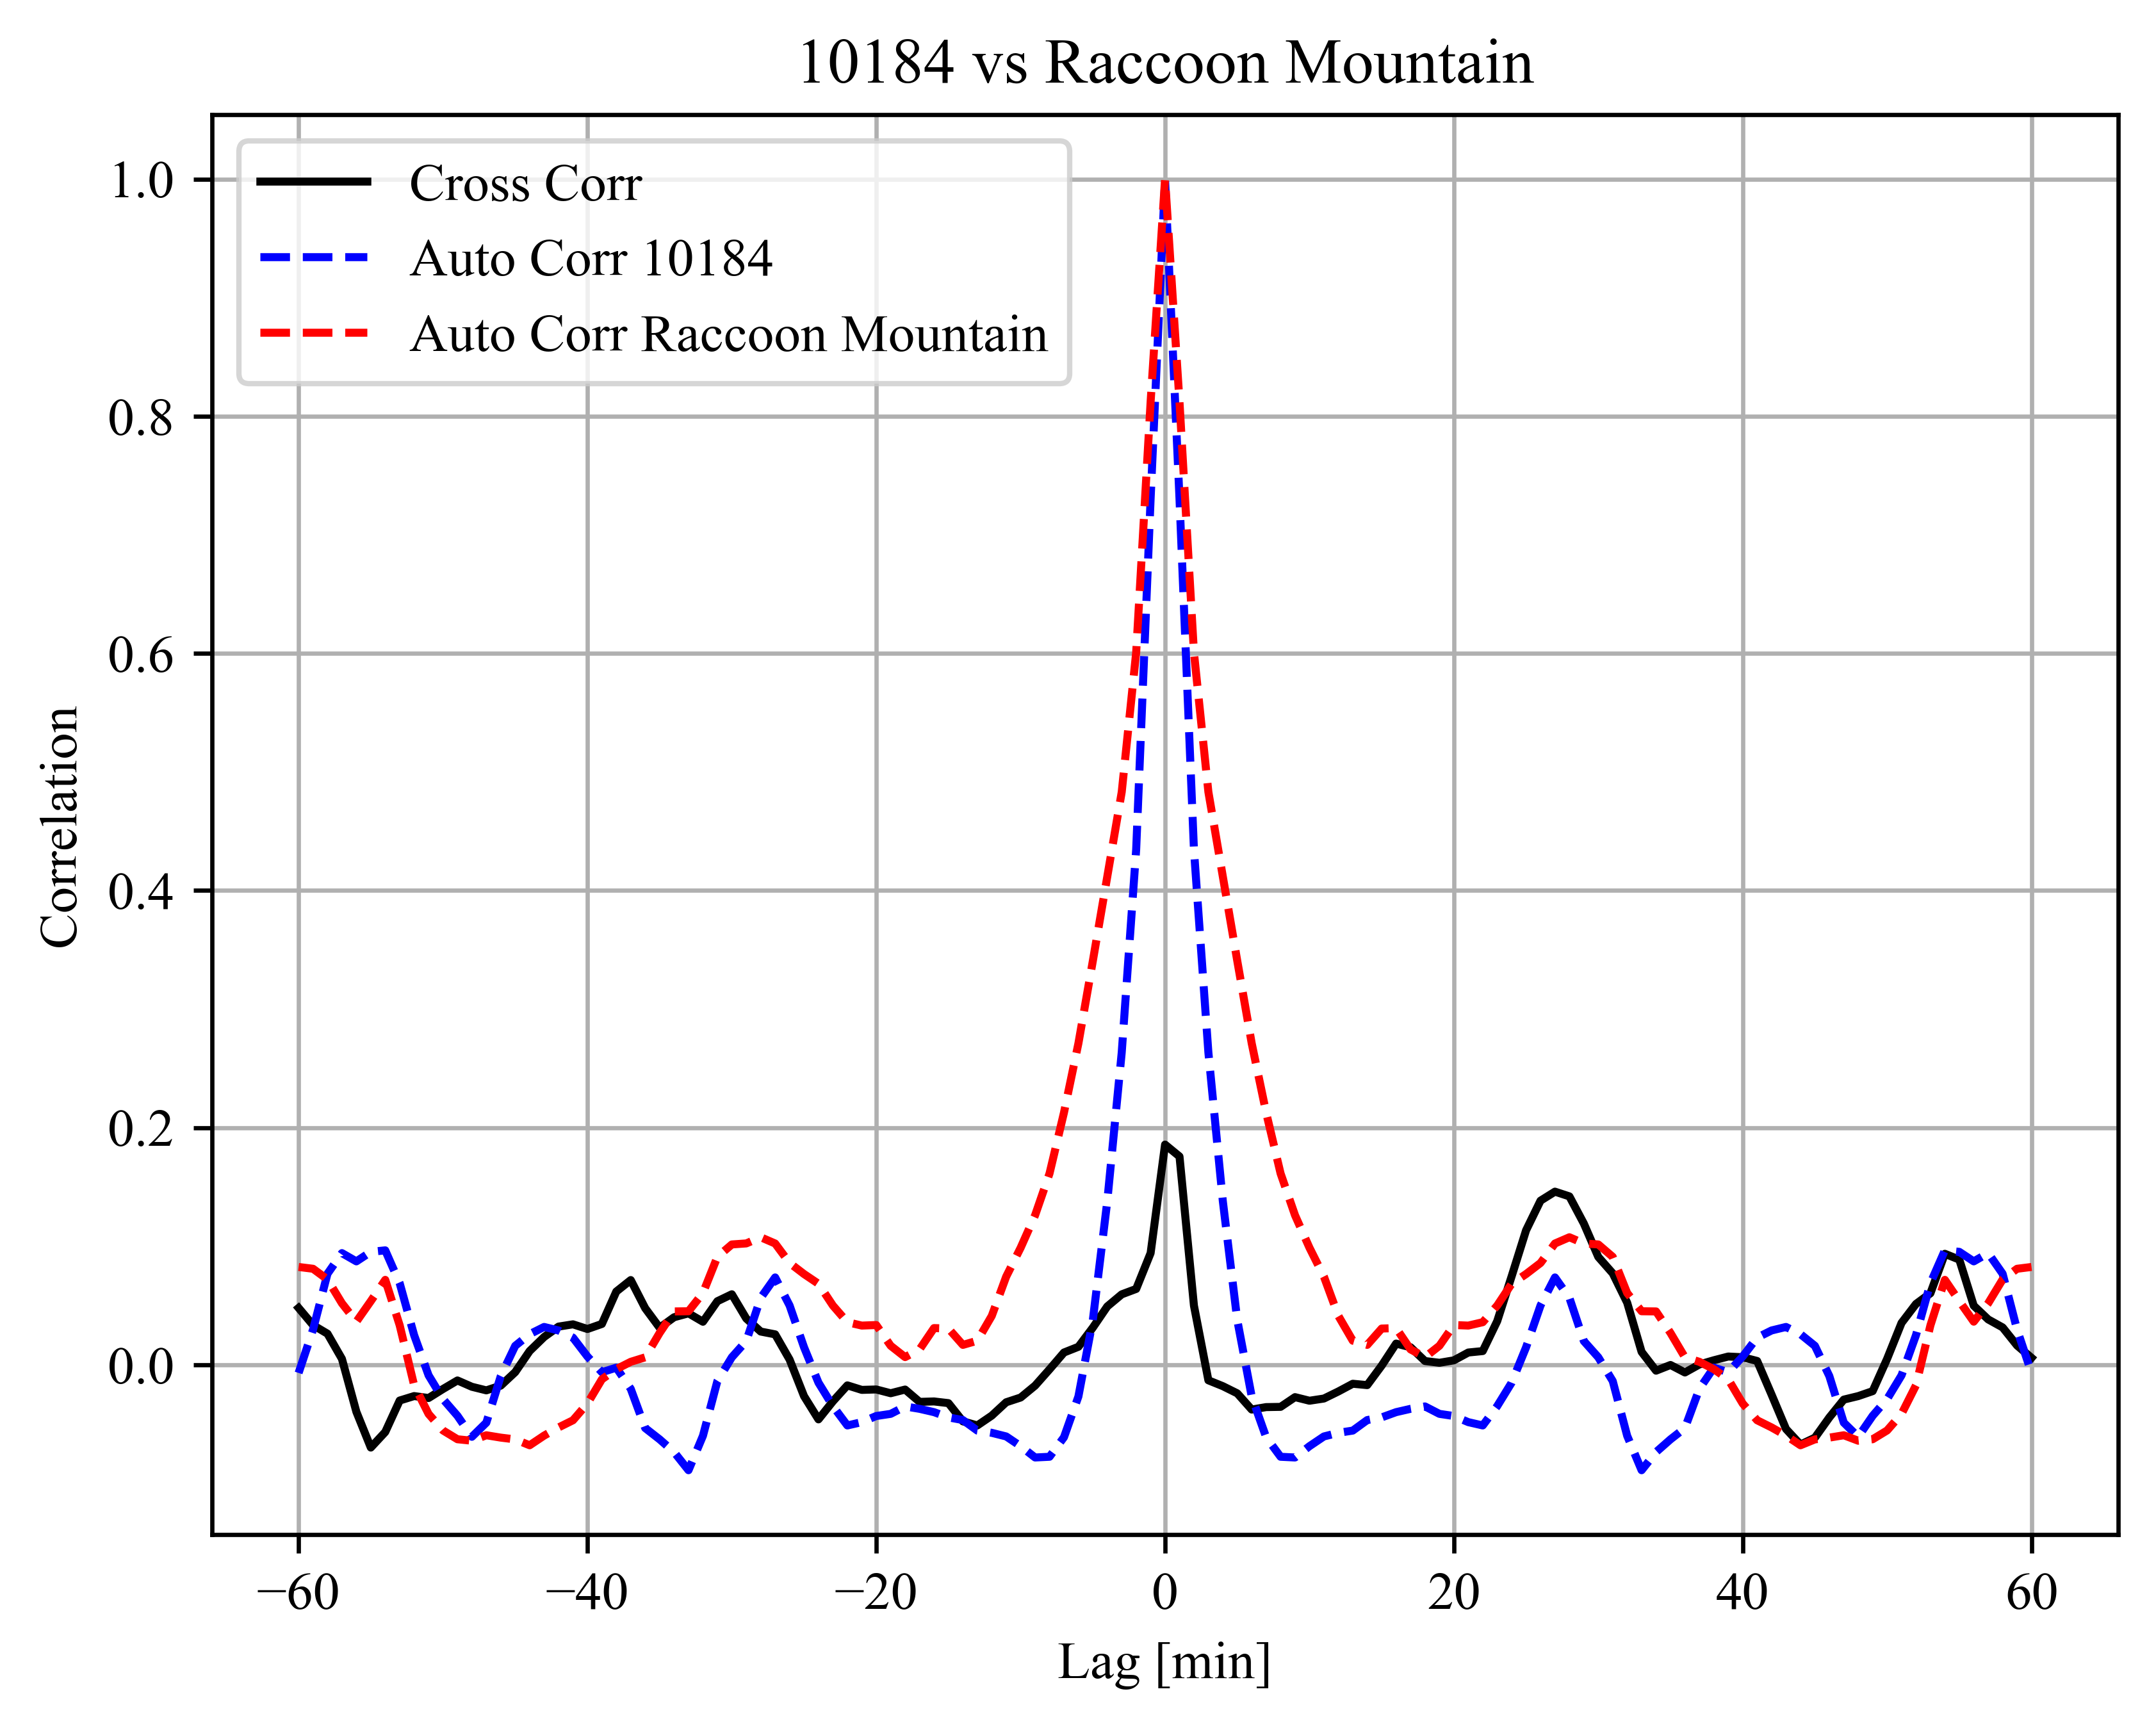 10184 vs Raccoon Mountain
Cross Corr
Auto Corr 10184
Auto Corr Raccoon Mountain
1.0
0.8
0.6
0.4
0.2
0.0
Correlation
−60 −40 −20 0 20 40 60
Lag [min]